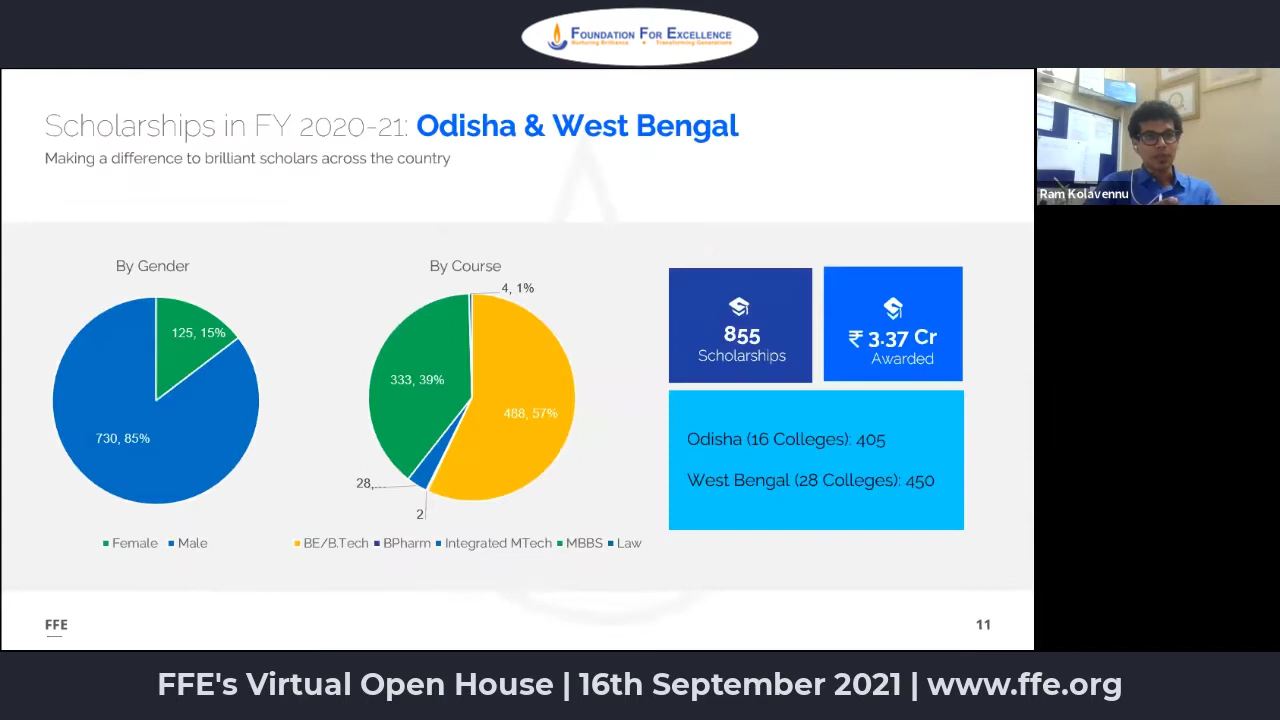 FOUNDATION FOR EXCELLENCE
Nurturing Brilliance • Transforming Generations
Scholarships in FY 2020-21: Odisha & West Bengal
Making a difference to brilliant scholars across the country
Ram Kolavennu
By Gender
125, 15%
730, 85%
Female Male
By Course
4, 1%
333, 39%
488, 57%
28,...
2
BE/B.Tech BPharm Integrated MTech MBBS Law
855
Scholarships
₹ 3.37 Cr
Awarded
Odisha (16 Colleges): 405
West Bengal (28 Colleges): 450
FFE
11
FFE's Virtual Open House | 16th September 2021 | www.ffe.org